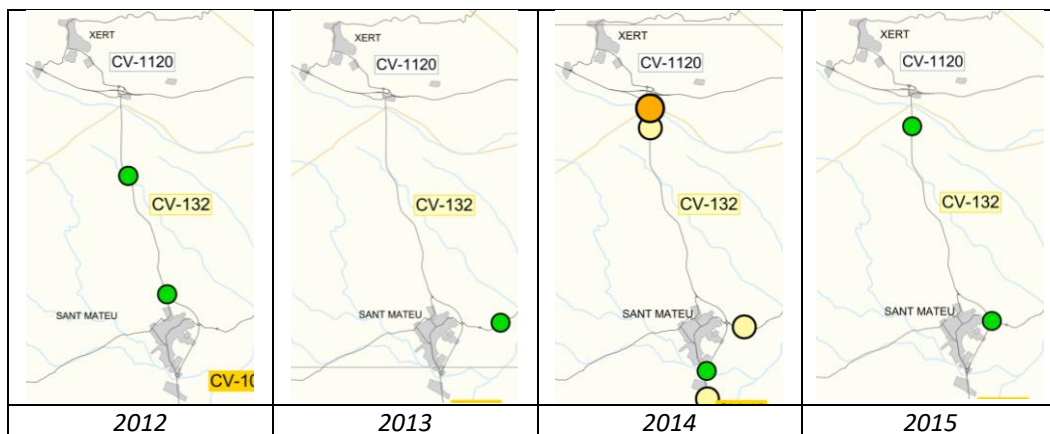 XERT
CV-1120
CV-132
SANT MATEU
CV-10
2012
XERT
CV-1120
CV-132
SANT MATEU
2013
XERT
CV-1120
CV-132
SANT MATEU
2014
XERT
CV-1120
CV-132
SANT MATEU
2015